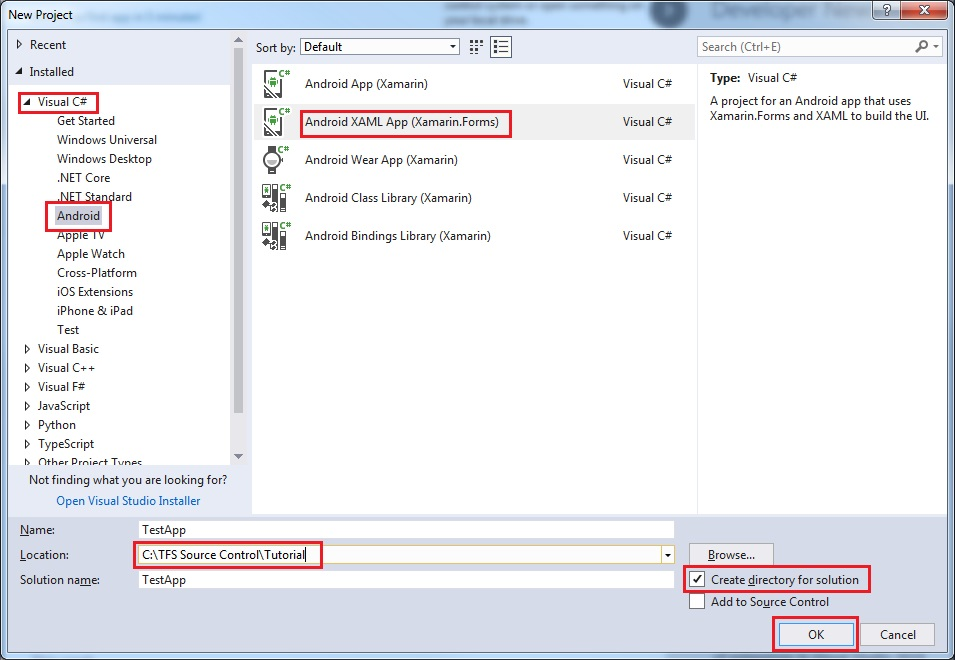 New Project
Recent
Installed
Visual C#
Get Started
Windows Universal
Windows Desktop
.NET Core
.NET Standard
Android
Apple TV
Apple Watch
Cross-Platform
iOS Extensions
iPhone & iPad
Test
Visual Basic
Visual C++
Visual F#
JavaScript
Python
TypeScript
Other Project Types
Not finding what you are looking for?
Open Visual Studio Installer
Sort by: Default
Android App (Xamarin) Visual C#
Android XAML App (Xamarin.Forms) Visual C#
Android Wear App (Xamarin) Visual C#
Android Class Library (Xamarin) Visual C#
Android Bindings Library (Xamarin) Visual C#
Search (Ctrl+E)
Type: Visual C#
A project for an Android app that uses
Xamarin.Forms and XAML to build the UI.
Name: TestApp
Location: C:\TFS Source Control\Tutorial
Browse...
Solution name: TestApp
Create directory for solution
Add to Source Control
OK
Cancel